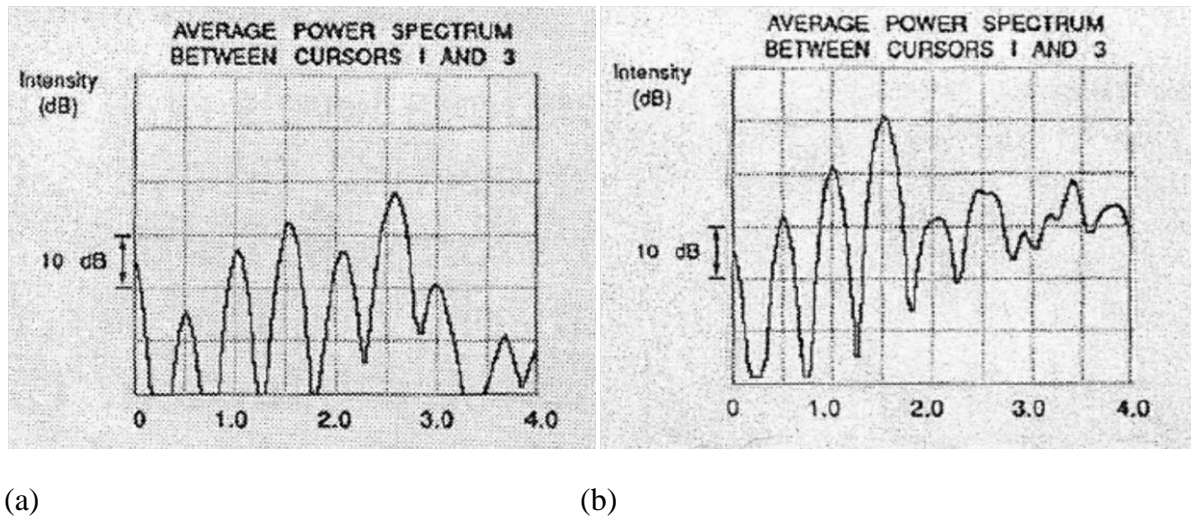 AVERAGE POWER SPECTRUM
BETWEEN CURSORS 1 AND 3
Intensity
(dB)
10 dB
0 1.0 2.0 3.0 4.0
AVERAGE POWER SPECTRUM
BETWEEN CURSORS 1 AND 3
Intensity
(dB)
10 dB
0 1.0 2.0 3.0 4.0
(a)
(b)